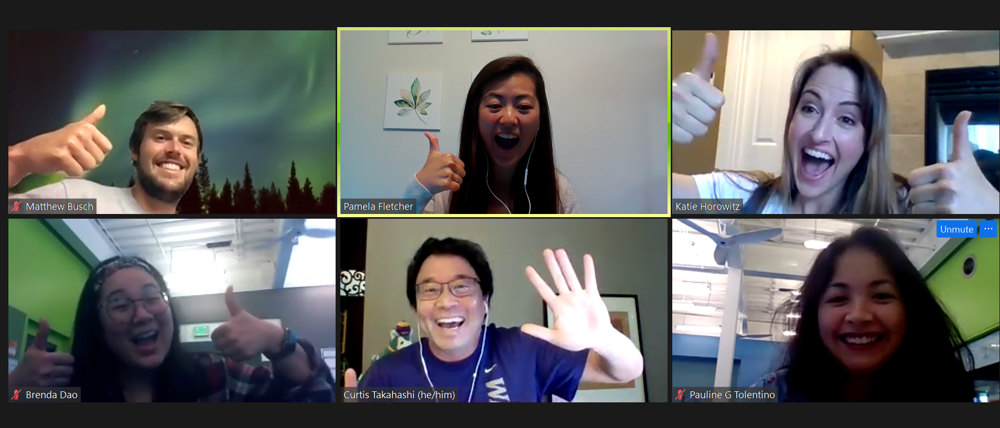 Matthew Busch
Pamela Fletcher
Katie Horowitz
Unmute ...
Brenda Dao
W
Curtis Takahashi (he/him)
Pauline G Tolentino